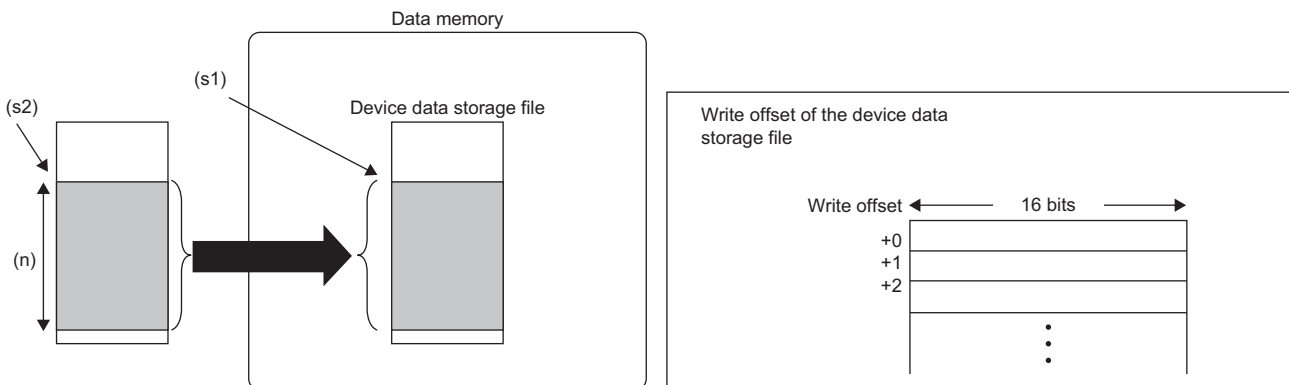 Data memory
(s1)
(s2)
Device data storage file
(n)
Write offset of the device data
storage file
Write offset
16 bits
+0
+1
+2